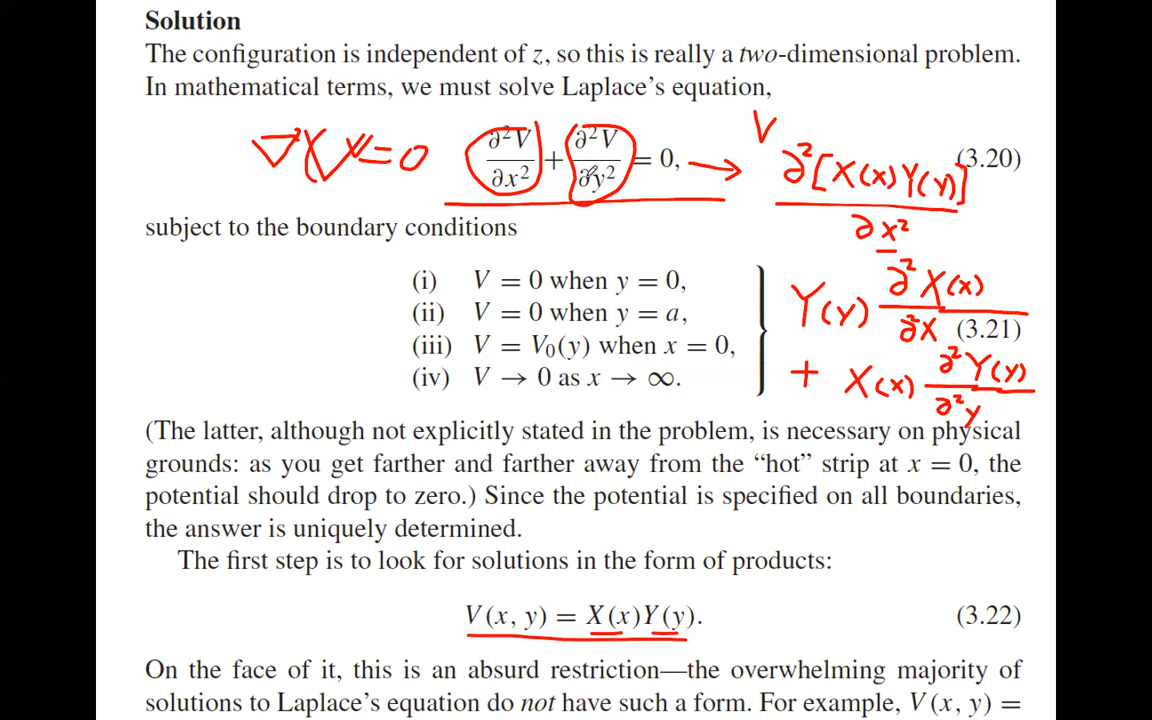 Solution
The configuration is independent of z, so this is really a two-dimensional problem.
In mathematical terms, we must solve Laplace's equation,
∂²V/∂x² + ∂²V/∂y² = 0, (3.20)
= 0
V
∂²[X(x)Y(y)]/∂x²
subject to the boundary conditions
(i) V = 0 when y = 0,
(ii) V = 0 when y = a,
(iii) V = V₀(y) when x = 0,
(iv) V → 0 as x → ∞.
(3.21)
Y(y) ∂²X(x)/∂²x
+ X(x) ∂²Y(y)/∂²y
(The latter, although not explicitly stated in the problem, is necessary on physical
grounds: as you get farther and farther away from the “hot” strip at x = 0, the
potential should drop to zero.) Since the potential is specified on all boundaries,
the answer is uniquely determined.
The first step is to look for solutions in the form of products:
V(x, y) = X(x)Y(y). (3.22)
On the face of it, this is an absurd restriction—the overwhelming majority of
solutions to Laplace's equation do not have such a form. For example, V(x, y) =